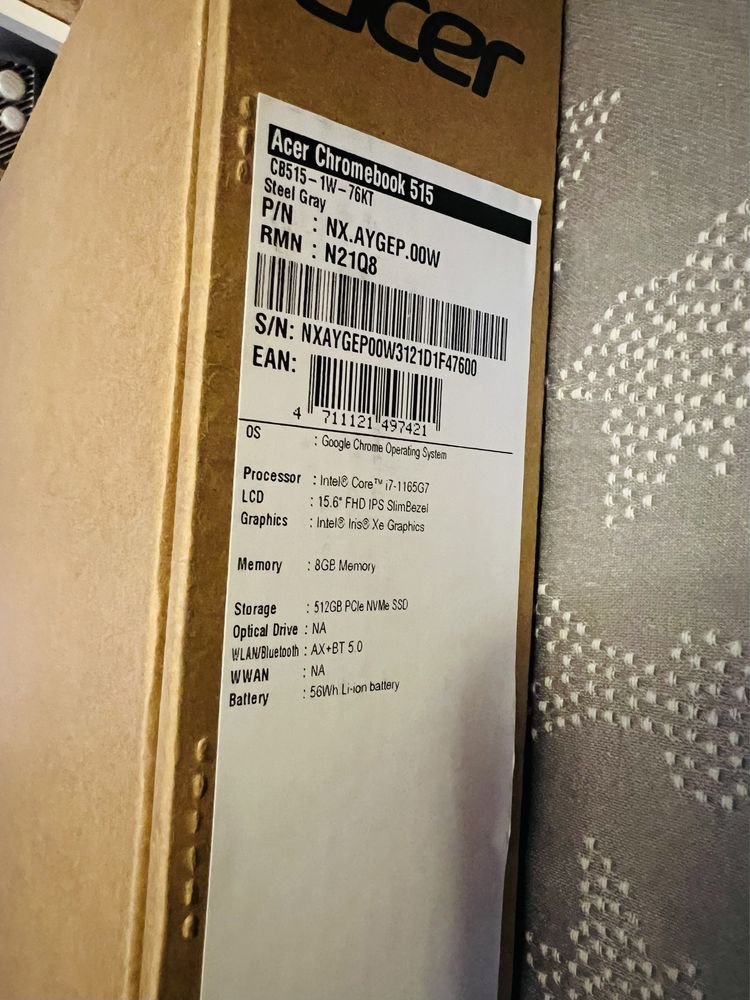 acer
Acer Chromebook 515
CB515-1W-76KT
Steel Gray
P/N : NX.AYGEP.00W
RMN : N21Q8
S/N: NXAYGEP00W3121D1F47600
EAN:
4 711121 497421
OS : Google Chrome Operating System
Processor : Intel® Core™ i7-1165G7
LCD : 15.6" FHD IPS SlimBezel
Graphics : Intel® Iris® Xe Graphics
Memory : 8GB Memory
Storage : 512GB PCIe NVMe SSD
Optical Drive : NA
WLAN/Bluetooth : AX+BT 5.0
WWAN : NA
Battery : 56Wh Li-ion battery